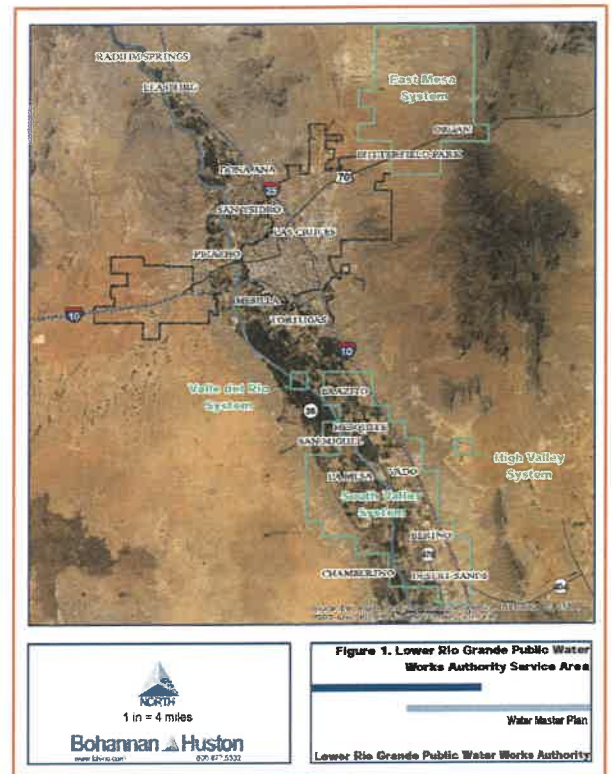 RADIUM SPRINGS
LEASBURG
East Mesa
System
ORGAN
BUTTERFIELD PARK
DONA ANA
70
25
SAN YSIDRO
LAS CRUCES
PICACHO
MESILLA
10
TORTUGAS
10
Valle del Rio
System
BRAZITO
28
MESQUITE
SAN MIGUEL
High Valley
System
LA MESA
VADO
South Valley
System
BERINO
CHAMBERINO
DESERT SANDS
NORTH
1 in = 4 miles
Bohannan Huston
Figure 1. Lower Rio Grande Public Water
Works Authority Service Area
Water Master Plan
Lower Rio Grande Public Water Works Authority